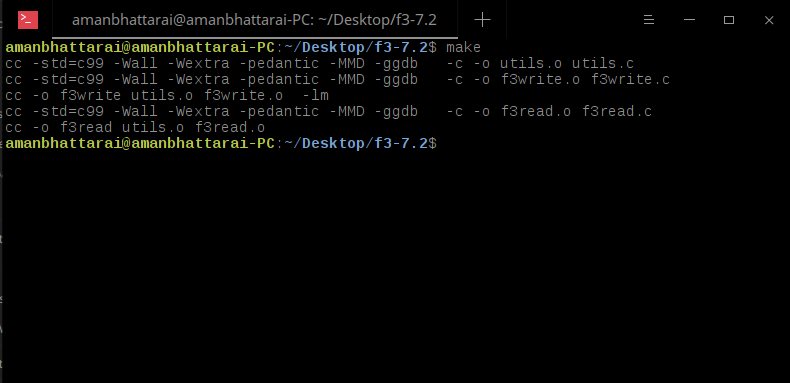 amanbhattarai@amanbhattarai-PC: ~/Desktop/f3-7.2
amanbhattarai@amanbhattarai-PC:~/Desktop/f3-7.2$ make
cc -std=c99 -Wall -Wextra -pedantic -MMD -ggdb   -c -o utils.o utils.c
cc -std=c99 -Wall -Wextra -pedantic -MMD -ggdb   -c -o f3write.o f3write.c
cc -o f3write utils.o f3write.o  -lm
cc -std=c99 -Wall -Wextra -pedantic -MMD -ggdb   -c -o f3read.o f3read.c
cc -o f3read utils.o f3read.o
amanbhattarai@amanbhattarai-PC:~/Desktop/f3-7.2$